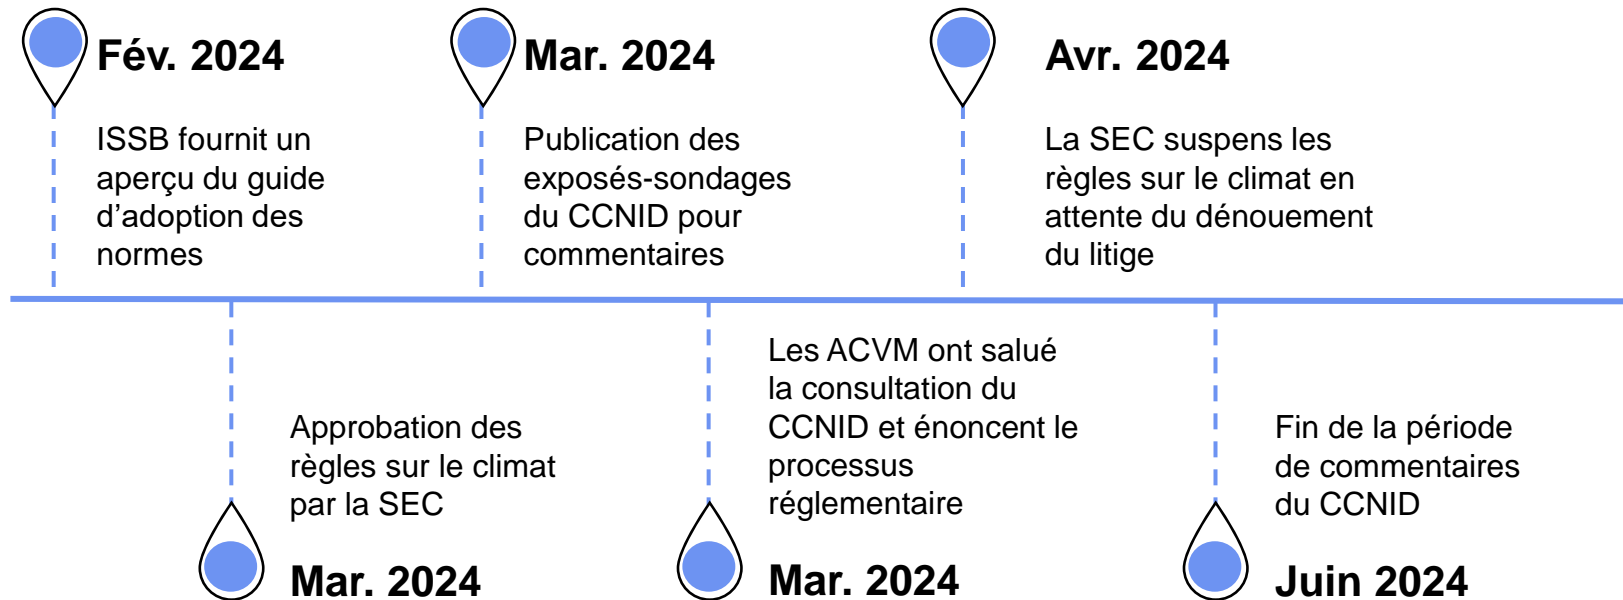 Fév. 2024
ISSB fournit un
aperçu du guide
d’adoption des
normes
Mar. 2024
Publication des
exposés-sondages
du CCNID pour
commentaires
Avr. 2024
La SEC suspens les
règles sur le climat en
attente du dénouement
du litige
Approbation des
règles sur le climat
par la SEC
Mar. 2024
Les ACVM ont salué
la consultation du
CCNID et énoncent le
processus
réglementaire
Mar. 2024
Fin de la période
de commentaires
du CCNID
Juin 2024